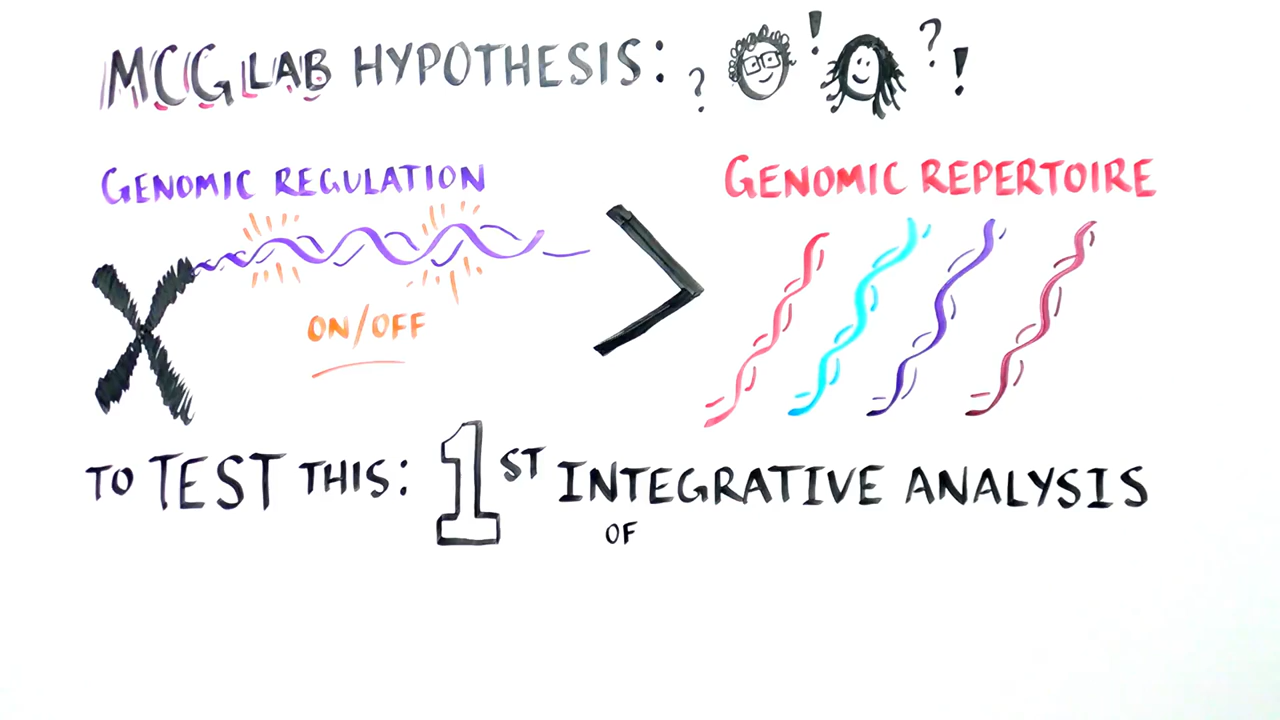 MCG LAB HYPOTHESIS: ? ! ? !
GENOMIC REGULATION
GENOMIC REPERTOIRE
ON/OFF
>
TO TEST THIS: 1ST INTEGRATIVE ANALYSIS
OF